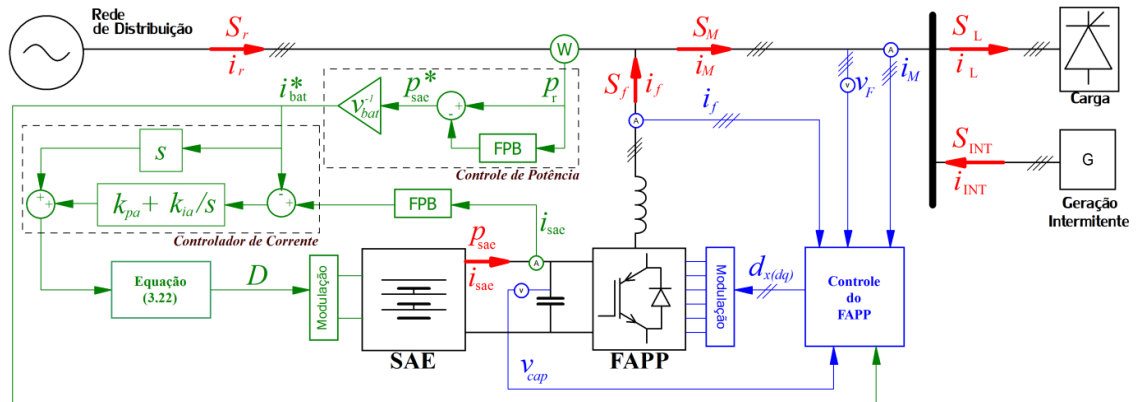 Rede
de Distribuição
S_r
i_r
W
S_M
i_M
A
i_M
S_L
i_L
Carga
i*_bat
v_bat^-1
p*_sae
p_r
+
-
FPB
Controle de Potência
S_f
i_f
i_f
A
v
v_F
S_INT
i_INT
G
Geração
Intermitente
s
k_pa + k_ia/s
+
+
-
+
Controlador de Corrente
FPB
i_sae
Equação
(3.22)
D
Modulação
p_sae
i_sae
A
v
SAE
FAPP
Modulação
d_x(dq)
Controle
do
FAPP
v_cap